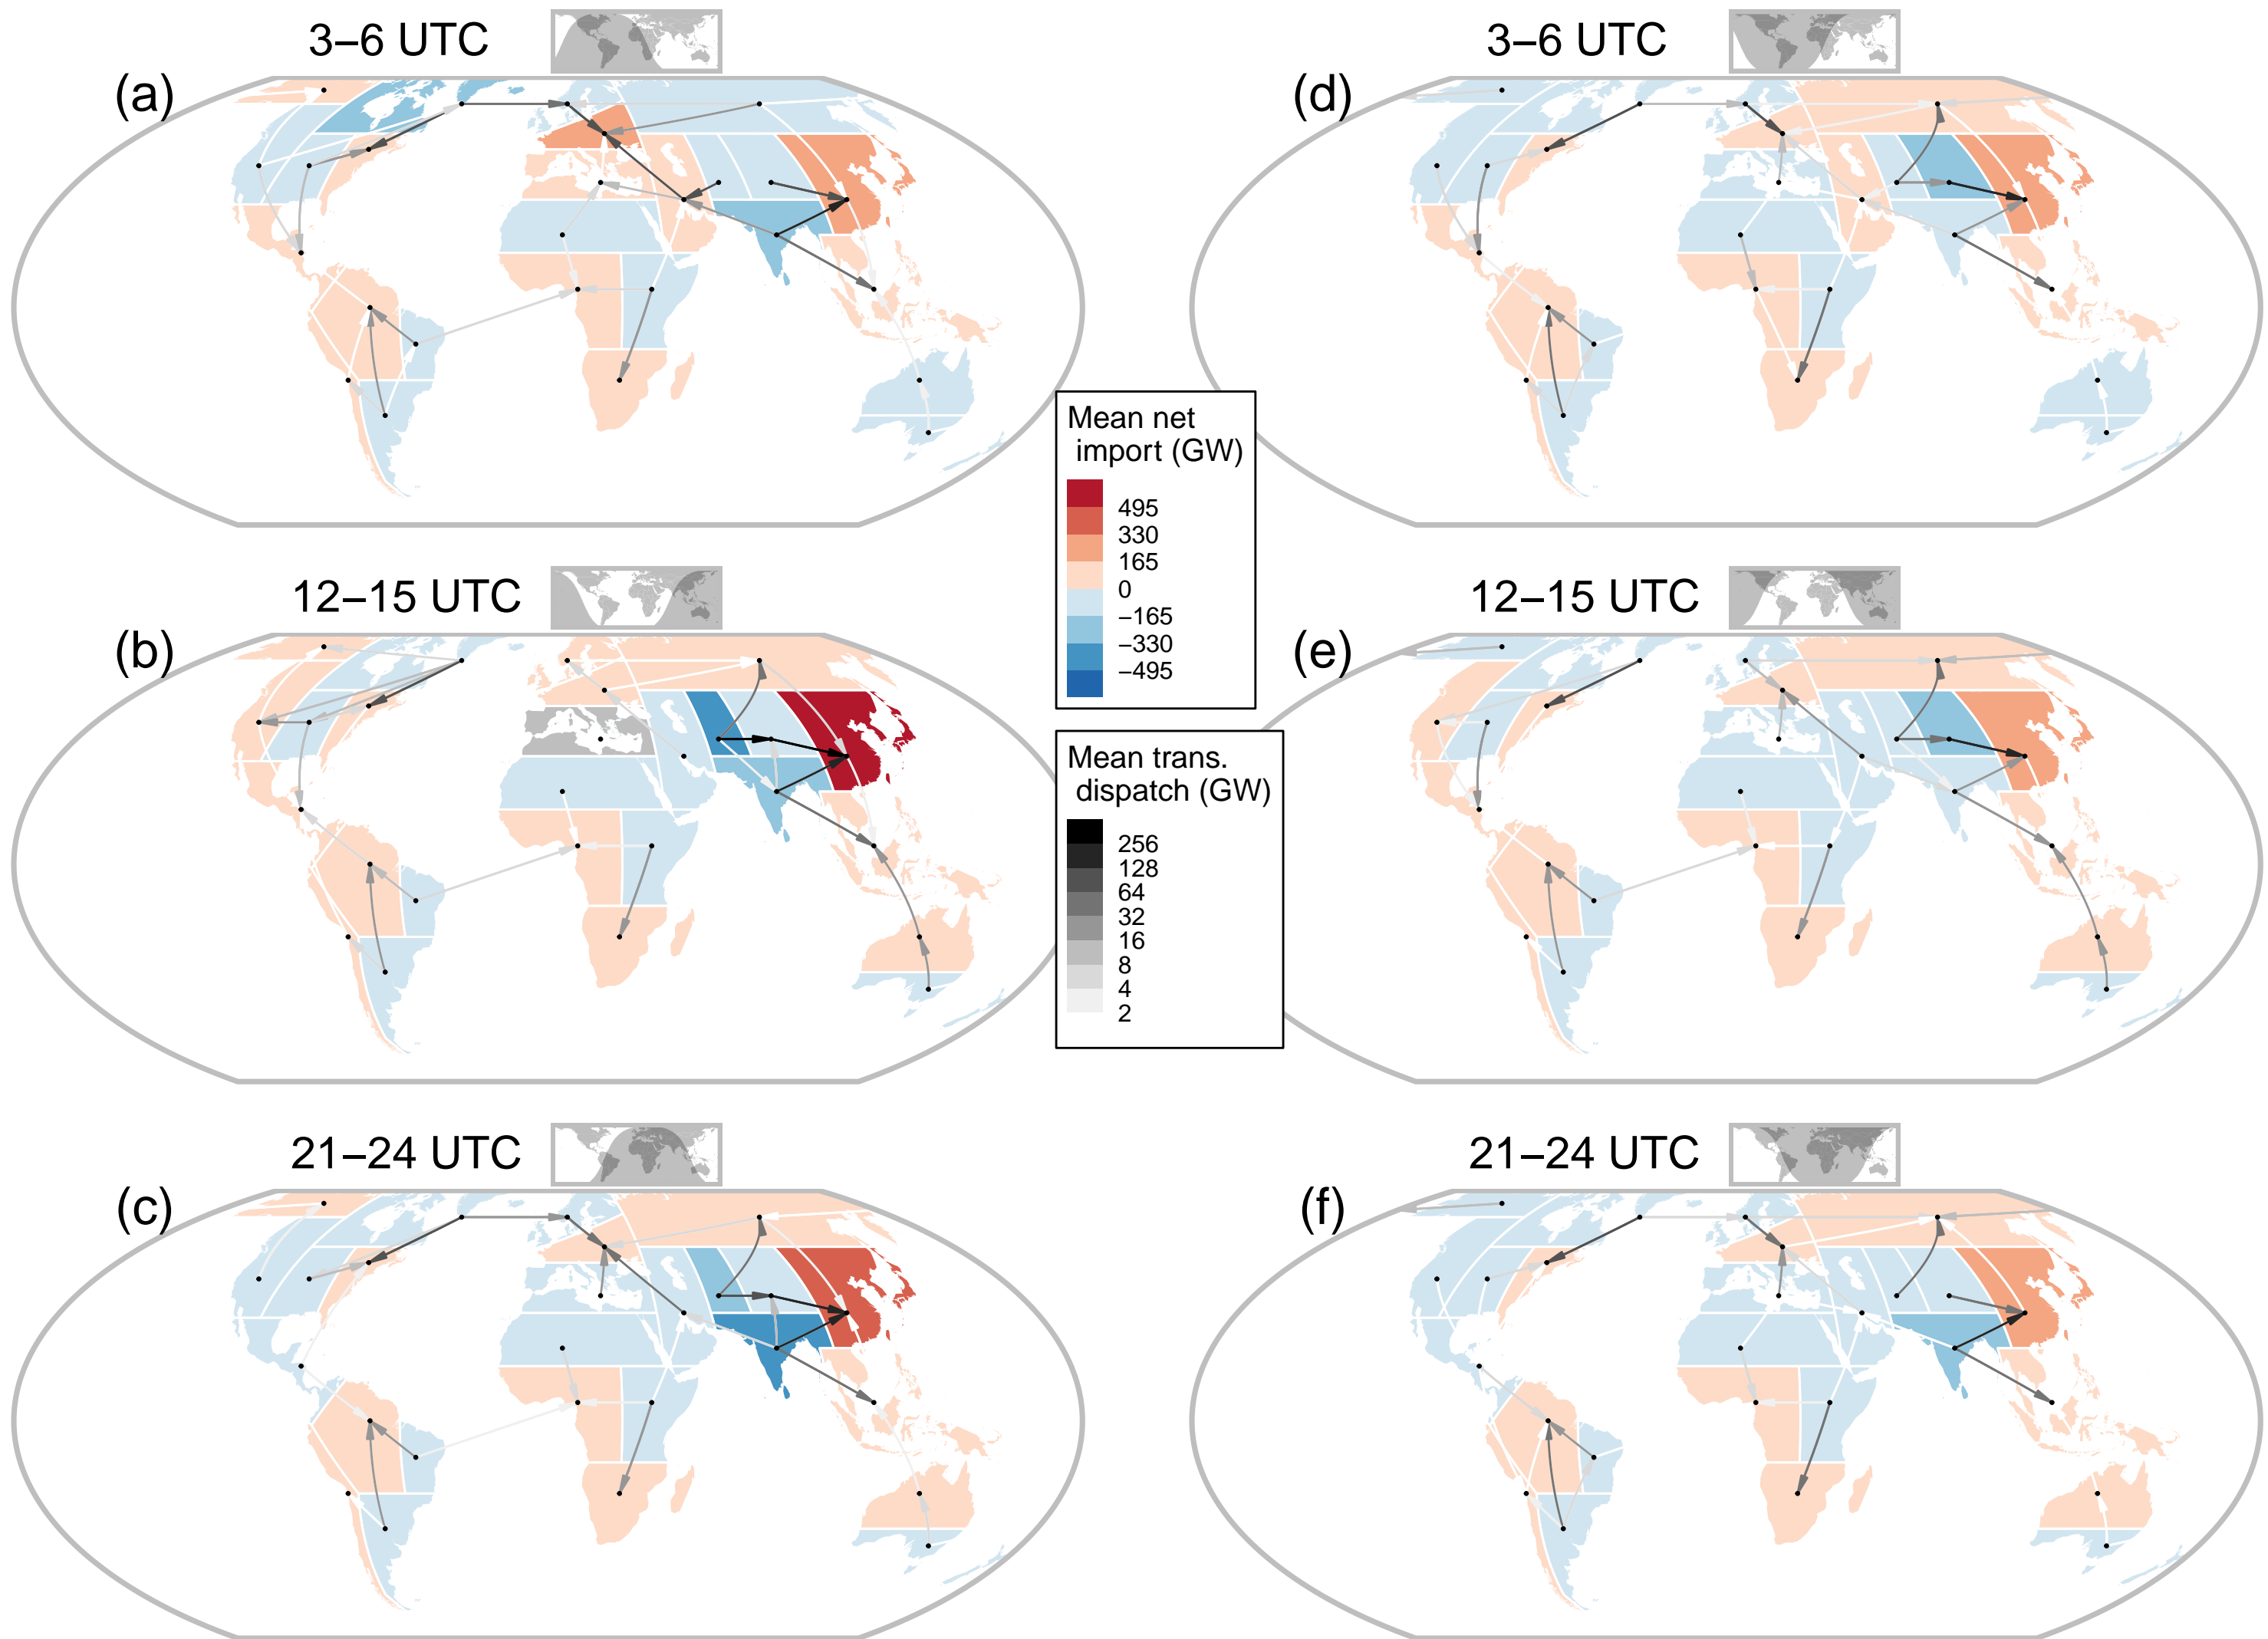 3–6 UTC
(a)
3–6 UTC
(d)
Mean net
import (GW)
495
330
165
0
−165
−330
−495
12–15 UTC
(b)
12–15 UTC
(e)
Mean trans.
dispatch (GW)
256
128
64
32
16
8
4
2
21–24 UTC
(c)
21–24 UTC
(f)